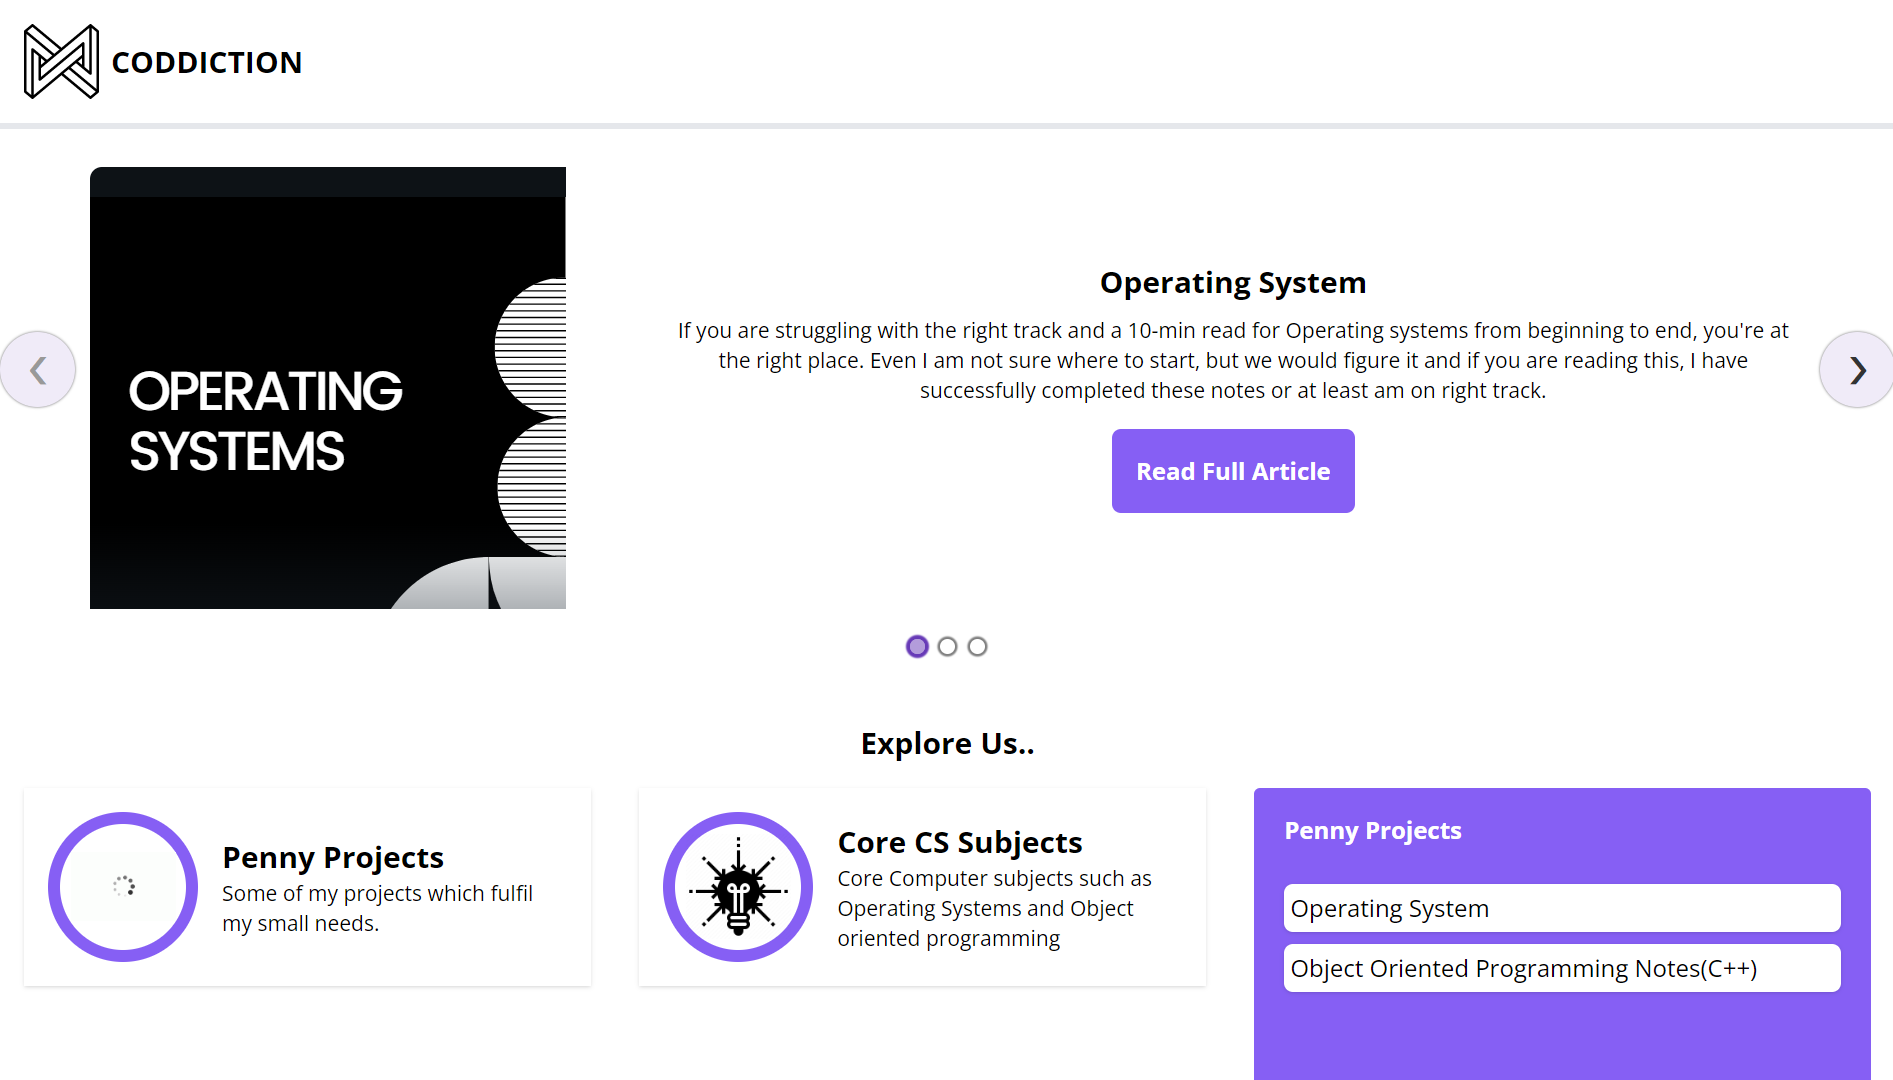 CODDICTION
OPERATING
SYSTEMS
Operating System
If you are struggling with the right track and a 10-min read for Operating systems from beginning to end, you're at
the right place. Even I am not sure where to start, but we would figure it and if you are reading this, I have
successfully completed these notes or at least am on right track.
Read Full Article
Explore Us..
Penny Projects
Some of my projects which fulfil
my small needs.
Core CS Subjects
Core Computer subjects such as
Operating Systems and Object
oriented programming
Penny Projects
Operating System
Object Oriented Programming Notes(C++)